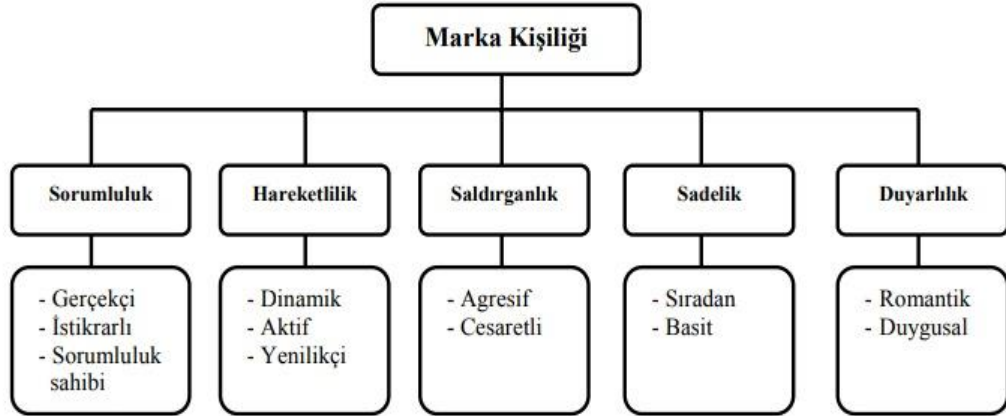 Marka Kişiliği
Sorumluluk
Hareketlilik
Saldırganlık
Sadelik
Duyarlılık
- Gerçekçi
- İstikrarlı
- Sorumluluk
sahibi
- Dinamik
- Aktif
- Yenilikçi
- Agresif
- Cesaretli
- Sıradan
- Basit
- Romantik
- Duygusal